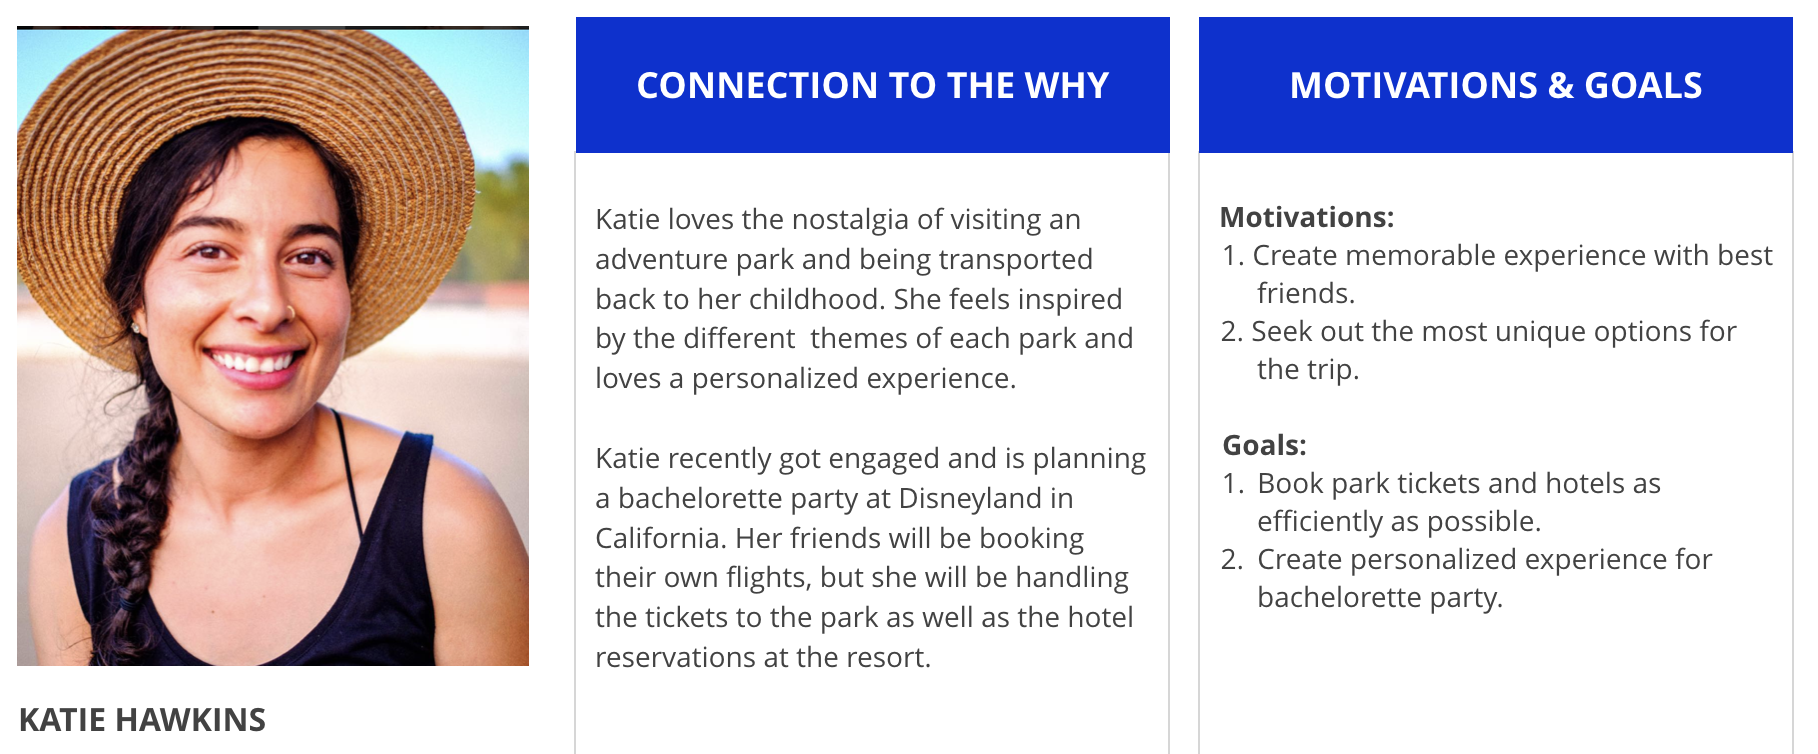 CONNECTION TO THE WHY
Katie loves the nostalgia of visiting an
adventure park and being transported
back to her childhood. She feels inspired
by the different  themes of each park and
loves a personalized experience.
Katie recently got engaged and is planning
a bachelorette party at Disneyland in
California. Her friends will be booking
their own flights, but she will be handling
the tickets to the park as well as the hotel
reservations at the resort.
MOTIVATIONS & GOALS
Motivations:
1. Create memorable experience with best
friends.
2. Seek out the most unique options for
the trip.
Goals:
1. Book park tickets and hotels as
efficiently as possible.
2. Create personalized experience for
bachelorette party.
KATIE HAWKINS